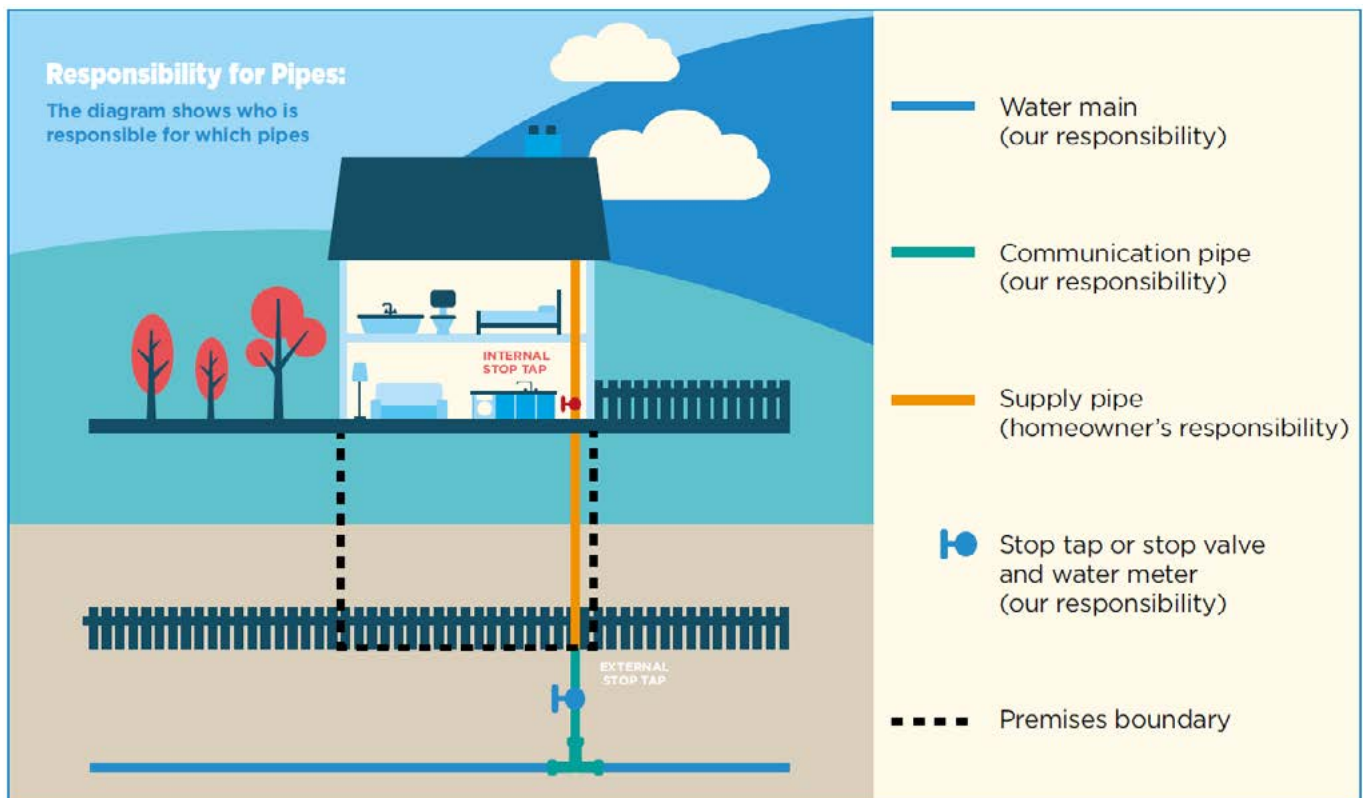 Responsibility for Pipes:
The diagram shows who is
responsible for which pipes
INTERNAL
STOP TAP
EXTERNAL
STOP TAP
Water main
(our responsibility)
Communication pipe
(our responsibility)
Supply pipe
(homeowner's responsibility)
Stop tap or stop valve
and water meter
(our responsibility)
Premises boundary